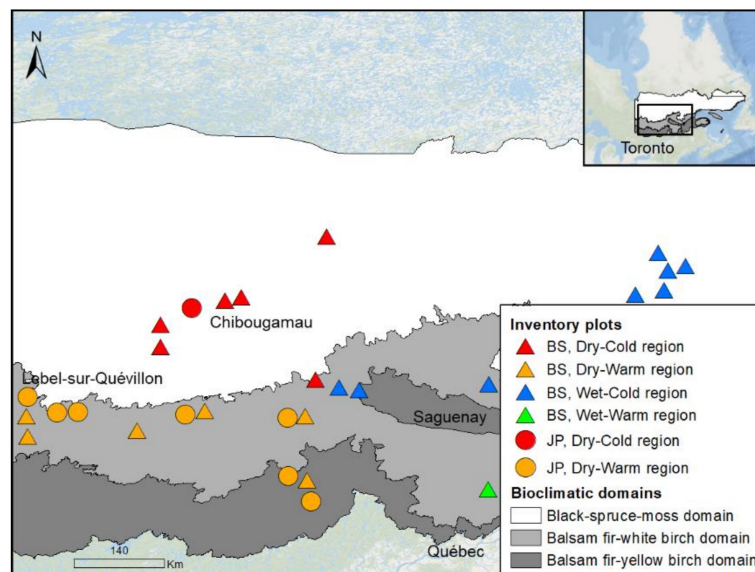 N
Toronto
Chibougamau
Lebel-sur-Quévillon
Saguenay
Québec
140
Km
Inventory plots
BS, Dry-Cold region
BS, Dry-Warm region
BS, Wet-Cold region
BS, Wet-Warm region
JP, Dry-Cold region
JP, Dry-Warm region
Bioclimatic domains
Black-spruce-moss domain
Balsam fir-white birch domain
Balsam fir-yellow birch domain